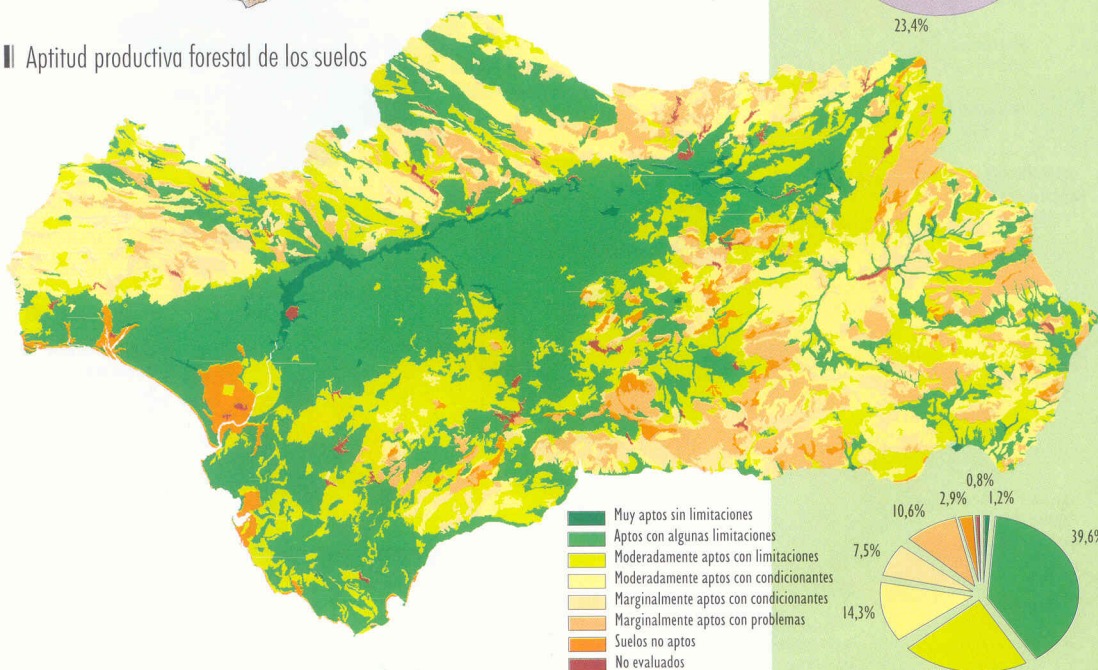 23,4%
Aptitud productiva forestal de los suelos
Muy aptos sin limitaciones
Aptos con algunas limitaciones
Moderadamente aptos con limitaciones
Moderadamente aptos con condicionantes
Marginalmente aptos con condicionantes
Marginalmente aptos con problemas
Suelos no aptos
No evaluados
0,8%
2,9%
1,2%
10,6%
39,6%
7,5%
14,3%